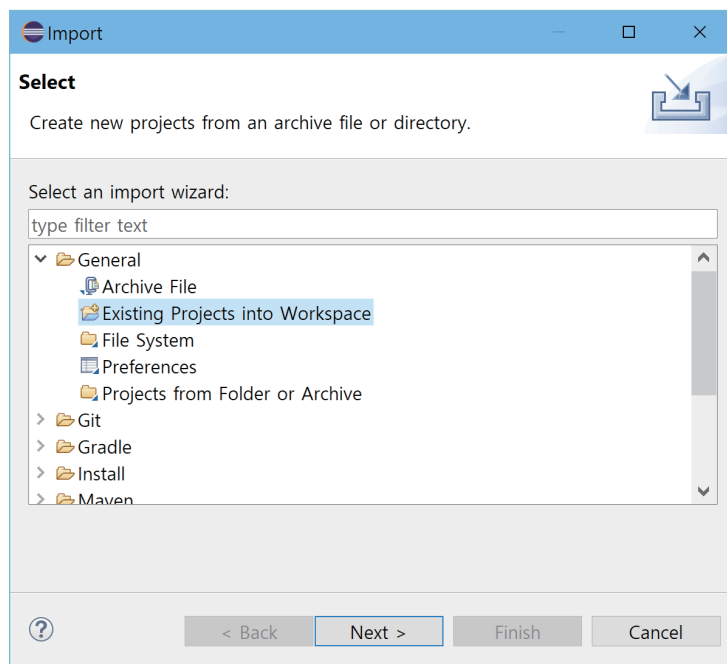 Import
Select
Create new projects from an archive file or directory.
Select an import wizard:
type filter text
General
Archive File
Existing Projects into Workspace
File System
Preferences
Projects from Folder or Archive
Git
Gradle
Install
Maven
< Back
Next >
Finish
Cancel